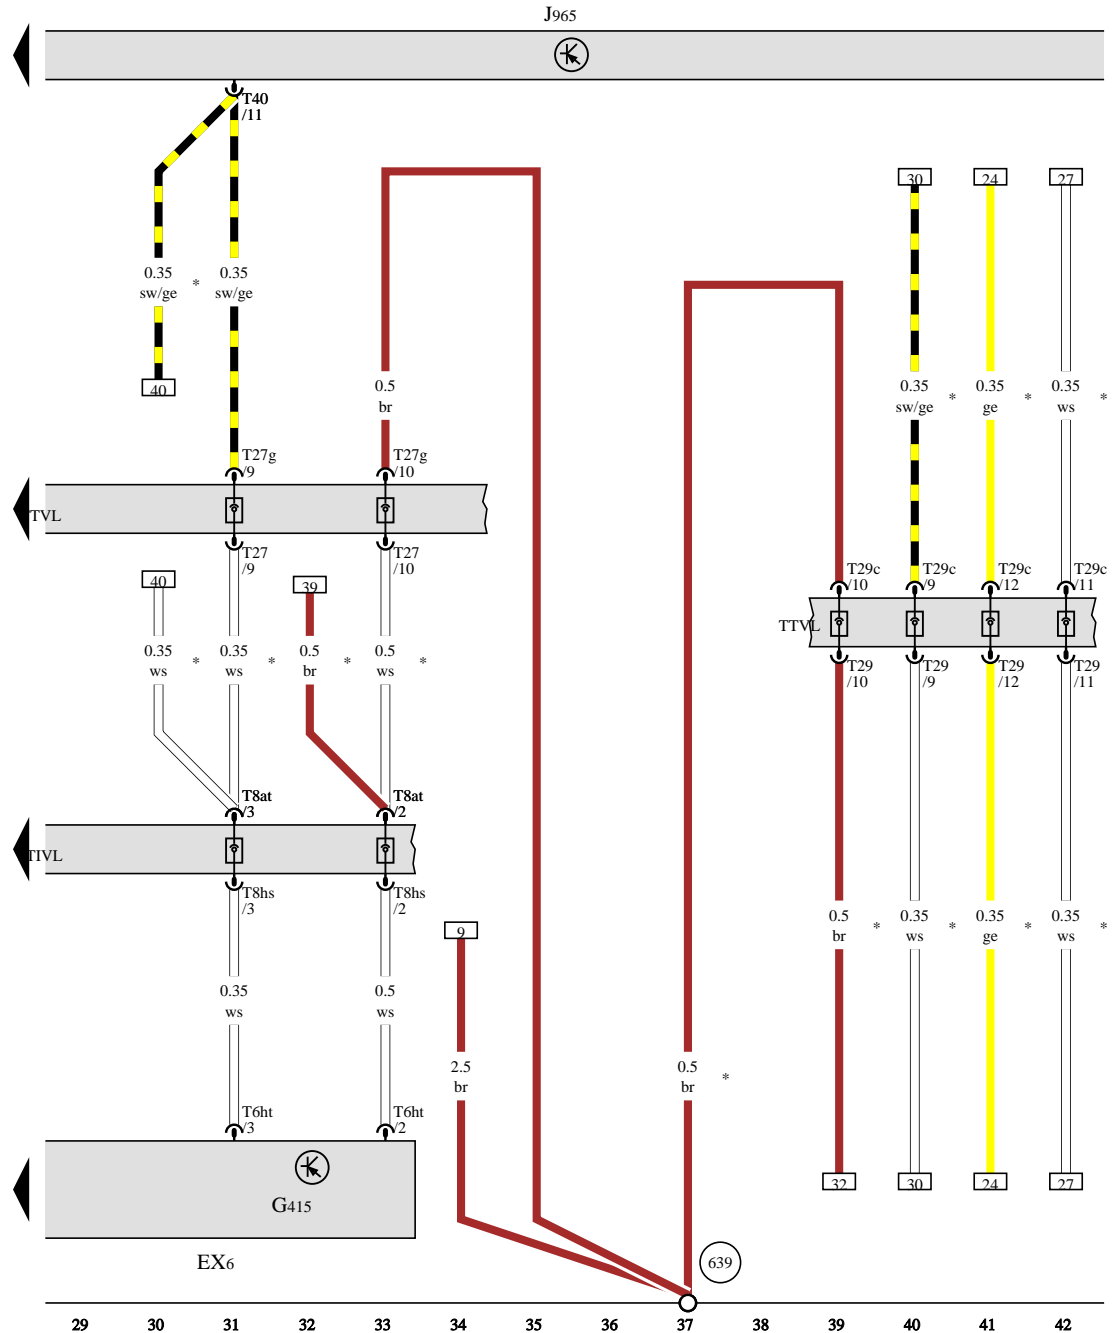 J965
T40
/11
30
24
27
0.35
sw/ge
*
0.35
sw/ge
40
0.5
br
0.35
sw/ge
*
0.35
ge
*
0.35
ws
*
T27g
/9
T27g
/10
TVL
T27
/9
T27
/10
T29c
/10
T29c
/9
T29c
/12
T29c
/11
40
39
TTVL
0.35
ws
*
0.35
ws
*
0.5
br
*
0.5
ws
*
T29
/10
T29
/9
T29
/12
T29
/11
T8at
/3
T8at
/2
TIVL
T8hs
/3
T8hs
/2
9
0.5
br
*
0.35
ws
*
0.35
ge
*
0.35
ws
*
0.35
ws
0.5
ws
2.5
br
0.5
br
*
T6ht
/3
T6ht
/2
32
30
24
27
G415
EX6
639
29 30 31 32 33 34 35 36 37 38 39 40 41 42